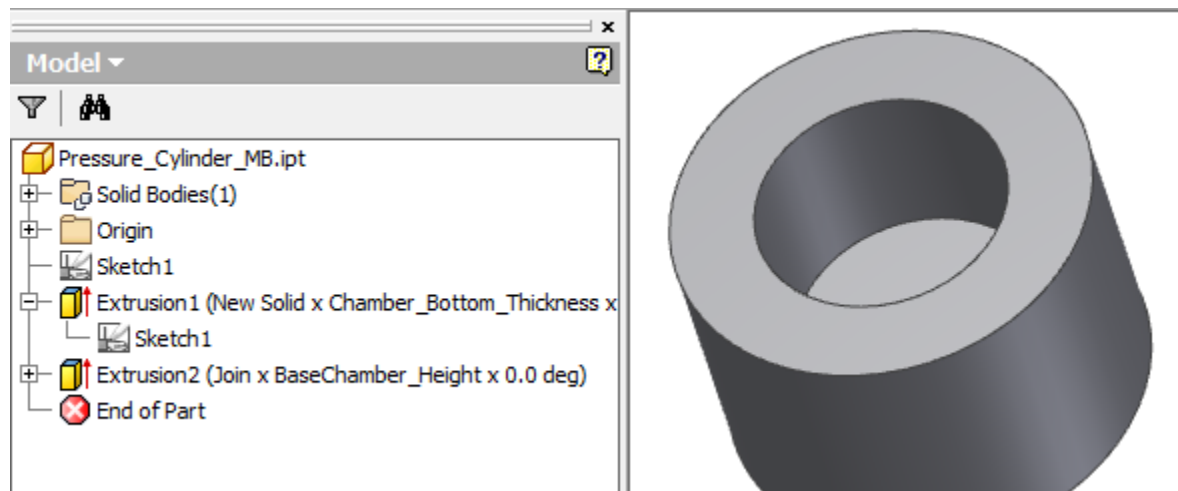 Model
Pressure_Cylinder_MB.ipt
Solid Bodies(1)
Origin
Sketch1
Extrusion1 (New Solid x Chamber_Bottom_Thickness x
Sketch1
Extrusion2 (Join x BaseChamber_Height x 0.0 deg)
End of Part